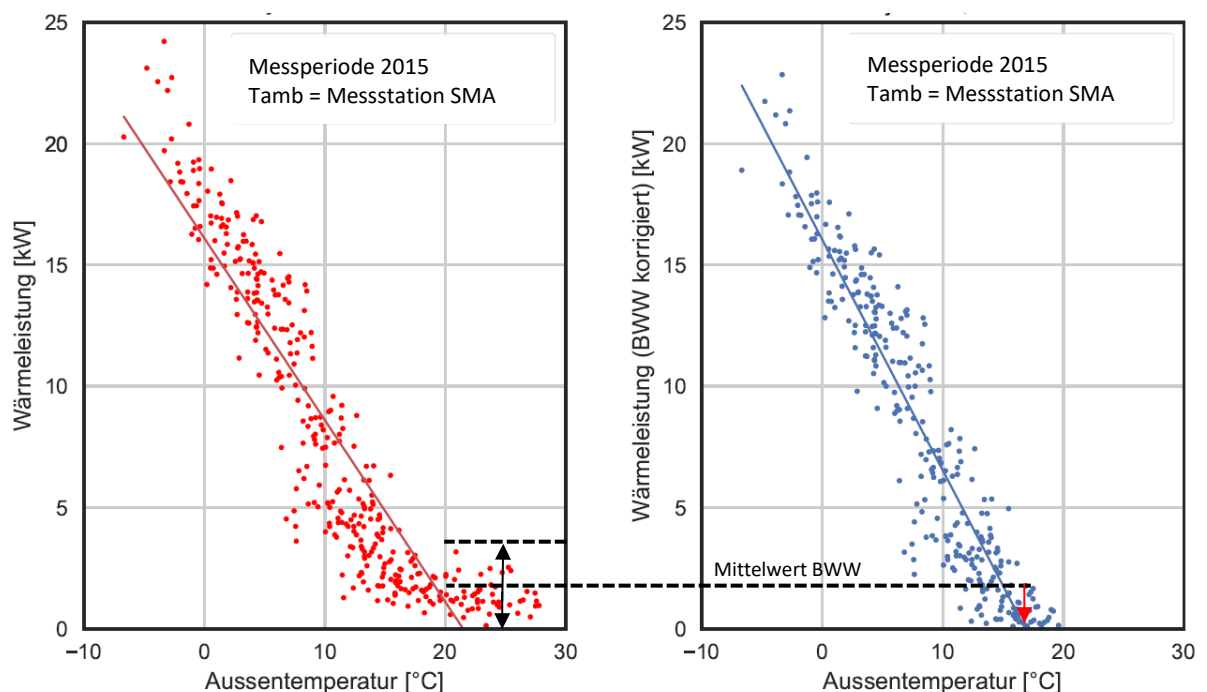 Messperiode 2015
Tamb = Messstation SMA
25
20
15
10
5
0
Wärmeleistung [kW]
−10
0
10
20
30
Aussentemperatur [°C]
Mittelwert BWW
Messperiode 2015
Tamb = Messstation SMA
25
20
15
10
5
0
Wärmeleistung (BWW korrigiert) [kW]
−10
0
10
20
30
Aussentemperatur [°C]